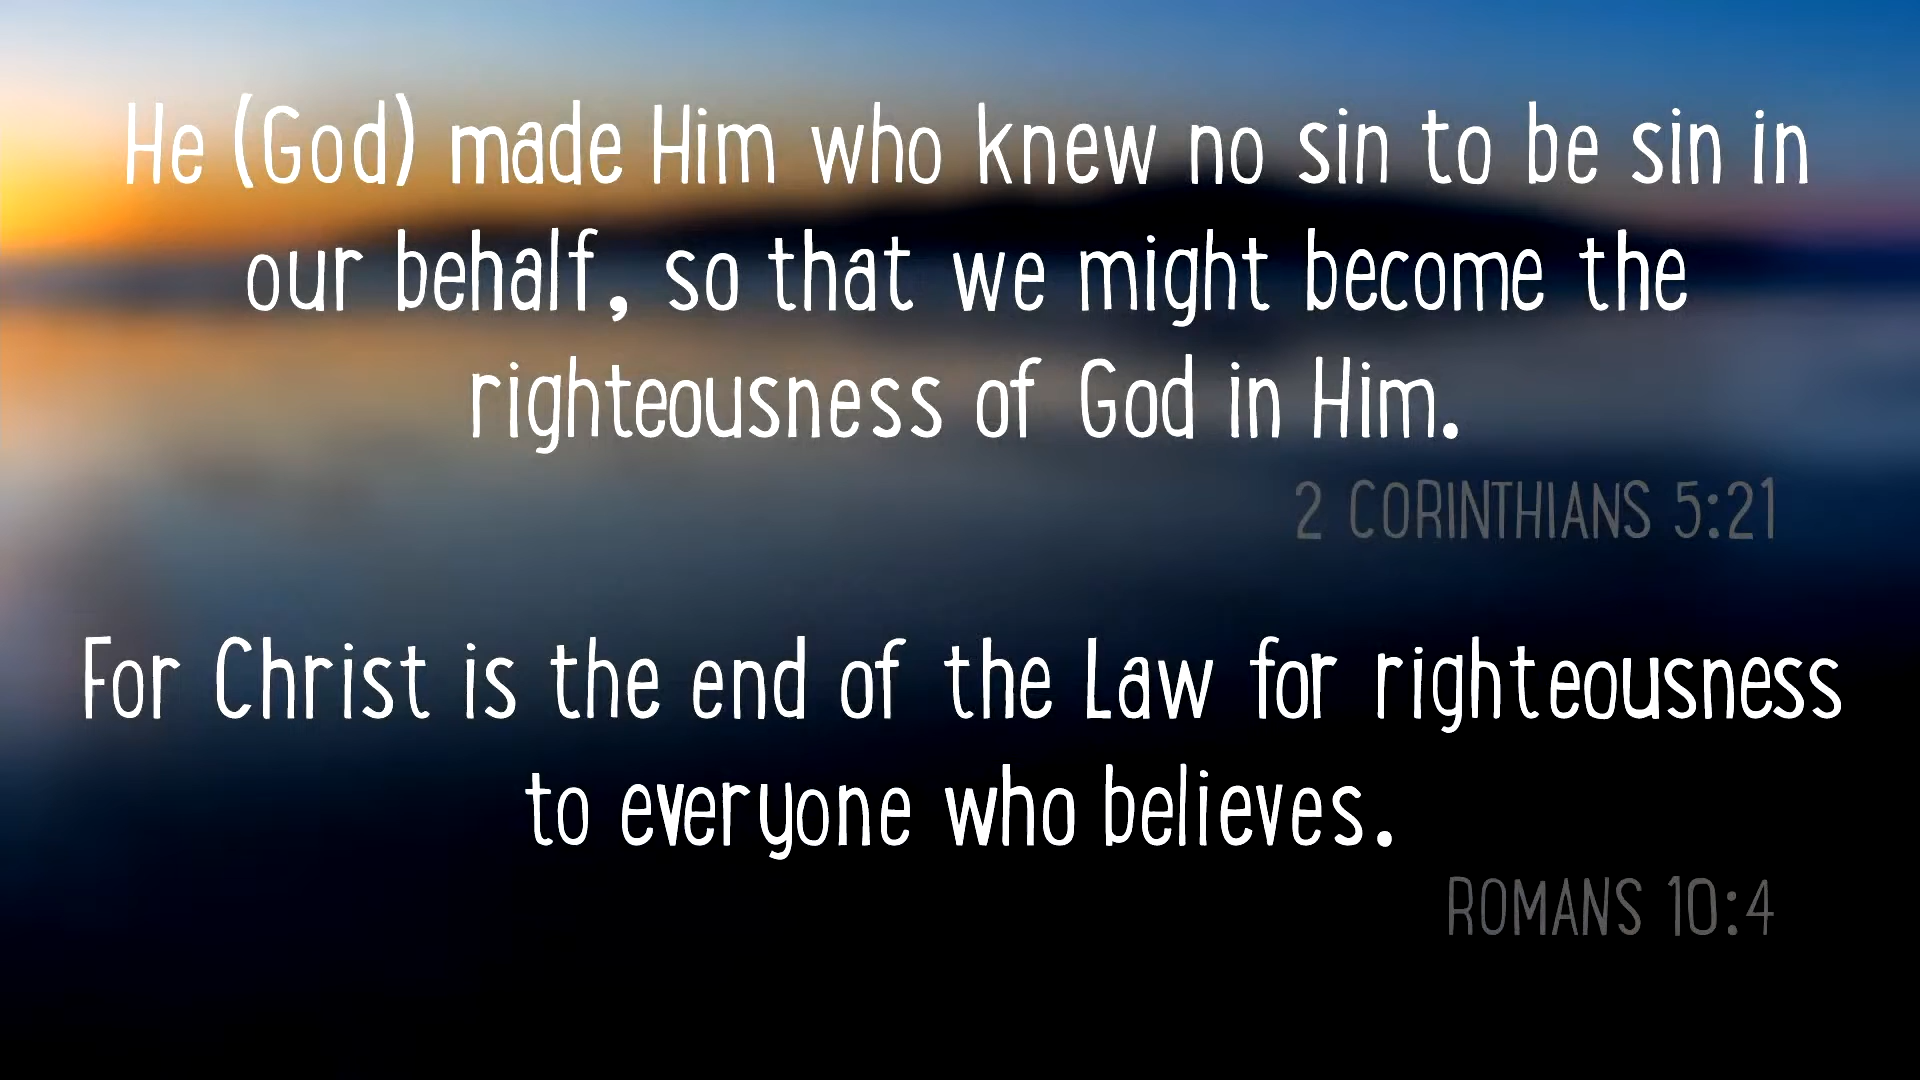 He (God) made Him who knew no sin to be sin in
our behalf, so that we might become the
righteousness of God in Him.
2 CORINTHIANS 5:21
For Christ is the end of the Law for righteousness
to everyone who believes.
ROMANS 10:4